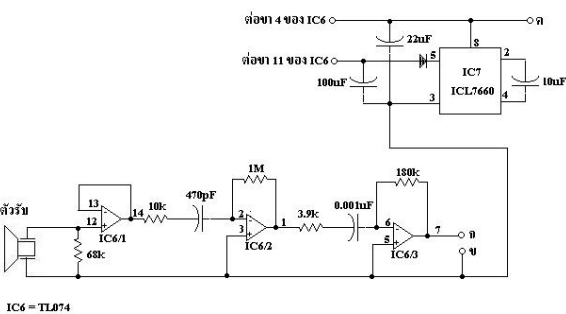 ต่อขา 4 ของ IC6
ค
22uF
8
ต่อขา 11 ของ IC6
5
2
IC7
ICL7660
100uF
10uF
3
4
1M
180k
470pF
0.001uF
ตัวรับ
13
12
14
10k
2
3
1
3.9k
6
5
7
ก
ข
IC6/1
IC6/2
IC6/3
68k
IC6 = TL074